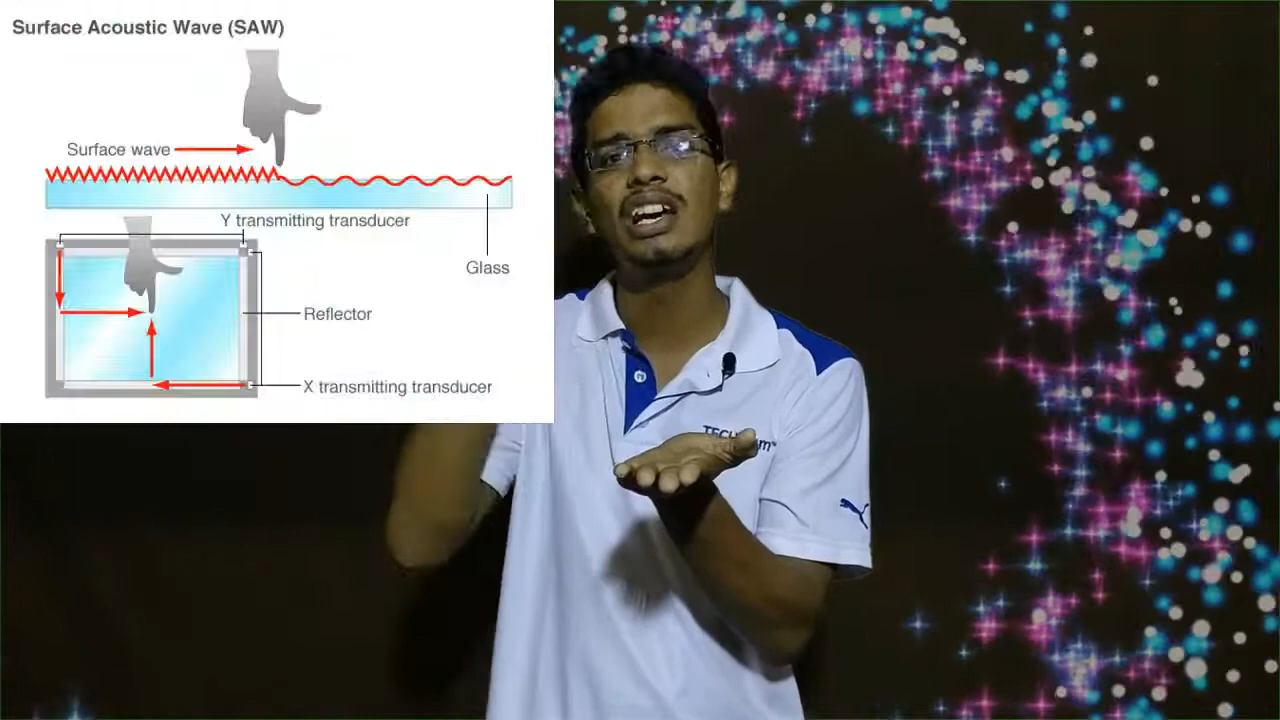 Surface Acoustic Wave (SAW)
Surface wave
Y transmitting transducer
Glass
Reflector
X transmitting transducer